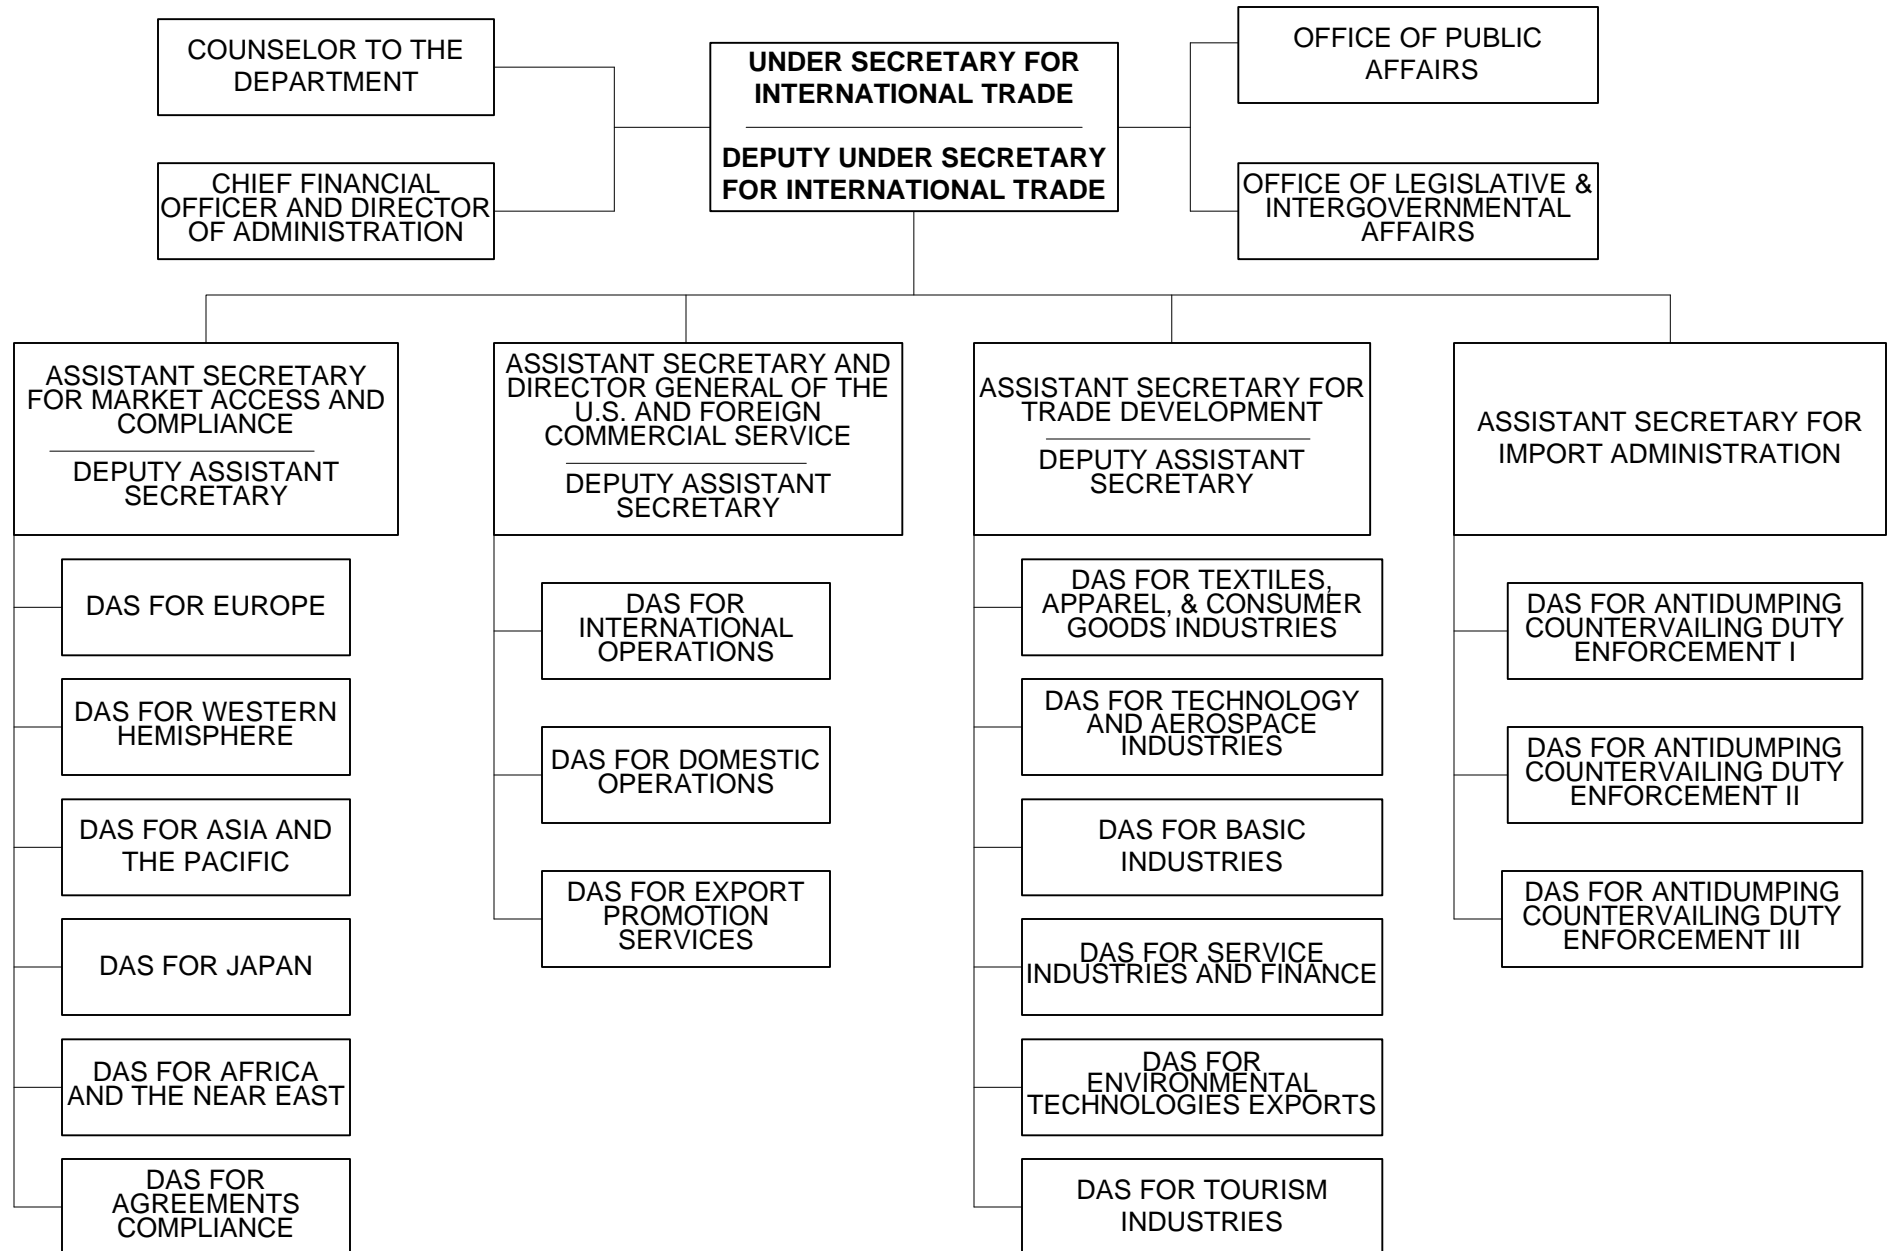 COUNSELOR TO THE
DEPARTMENT
UNDER SECRETARY FOR
INTERNATIONAL TRADE
DEPUTY UNDER SECRETARY
FOR INTERNATIONAL TRADE
OFFICE OF PUBLIC
AFFAIRS
CHIEF FINANCIAL
OFFICER AND DIRECTOR
OF ADMINISTRATION
OFFICE OF LEGISLATIVE &
INTERGOVERNMENTAL
AFFAIRS
ASSISTANT SECRETARY
FOR MARKET ACCESS AND
COMPLIANCE
DEPUTY ASSISTANT
SECRETARY
DAS FOR EUROPE
DAS FOR WESTERN
HEMISPHERE
DAS FOR ASIA AND
THE PACIFIC
DAS FOR JAPAN
DAS FOR AFRICA
AND THE NEAR EAST
DAS FOR
AGREEMENTS
COMPLIANCE
ASSISTANT SECRETARY AND
DIRECTOR GENERAL OF THE
U.S. AND FOREIGN
COMMERCIAL SERVICE
DEPUTY ASSISTANT
SECRETARY
DAS FOR
INTERNATIONAL
OPERATIONS
DAS FOR DOMESTIC
OPERATIONS
DAS FOR EXPORT
PROMOTION
SERVICES
ASSISTANT SECRETARY FOR
TRADE DEVELOPMENT
DEPUTY ASSISTANT
SECRETARY
DAS FOR TEXTILES,
APPAREL, & CONSUMER
GOODS INDUSTRIES
DAS FOR TECHNOLOGY
AND AEROSPACE
INDUSTRIES
DAS FOR BASIC
INDUSTRIES
DAS FOR SERVICE
INDUSTRIES AND FINANCE
DAS FOR
ENVIRONMENTAL
TECHNOLOGIES EXPORTS
DAS FOR TOURISM
INDUSTRIES
ASSISTANT SECRETARY FOR
IMPORT ADMINISTRATION
DAS FOR ANTIDUMPING
COUNTERVAILING DUTY
ENFORCEMENT I
DAS FOR ANTIDUMPING
COUNTERVAILING DUTY
ENFORCEMENT II
DAS FOR ANTIDUMPING
COUNTERVAILING DUTY
ENFORCEMENT III